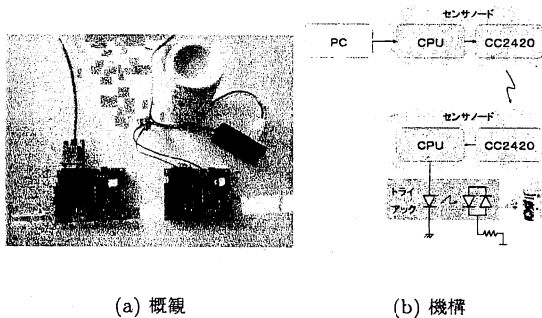 センサノード
PC
CPU
CC2420
センサノード
CPU
CC2420
トライ
アック
(a) 概観
(b) 機構